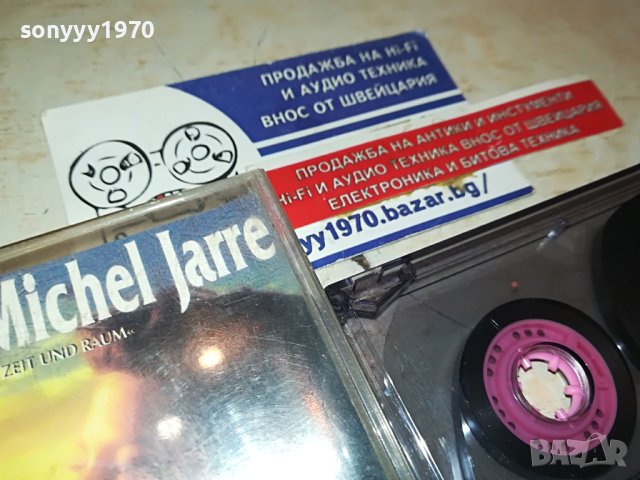 sonyyy1970
ПРОДАЖБА НА Hi-Fi
И АУДИО ТЕХНИКА
ВНОС ОТ ШВЕЙЦАРИЯ
ПРОДАЖБА НА АНТИКИ И ИНСТУМЕНТИ
Hi-Fi И АУДИО ТЕХНИКА ВНОС ОТ ШВЕЙЦАРИЯ
ЕЛЕКТРОНИКА И БИТОВА ТЕХНИКА
yy1970.bazar.bg/
Michel Jarre
ZEIT UND RAUM«
BAZAR